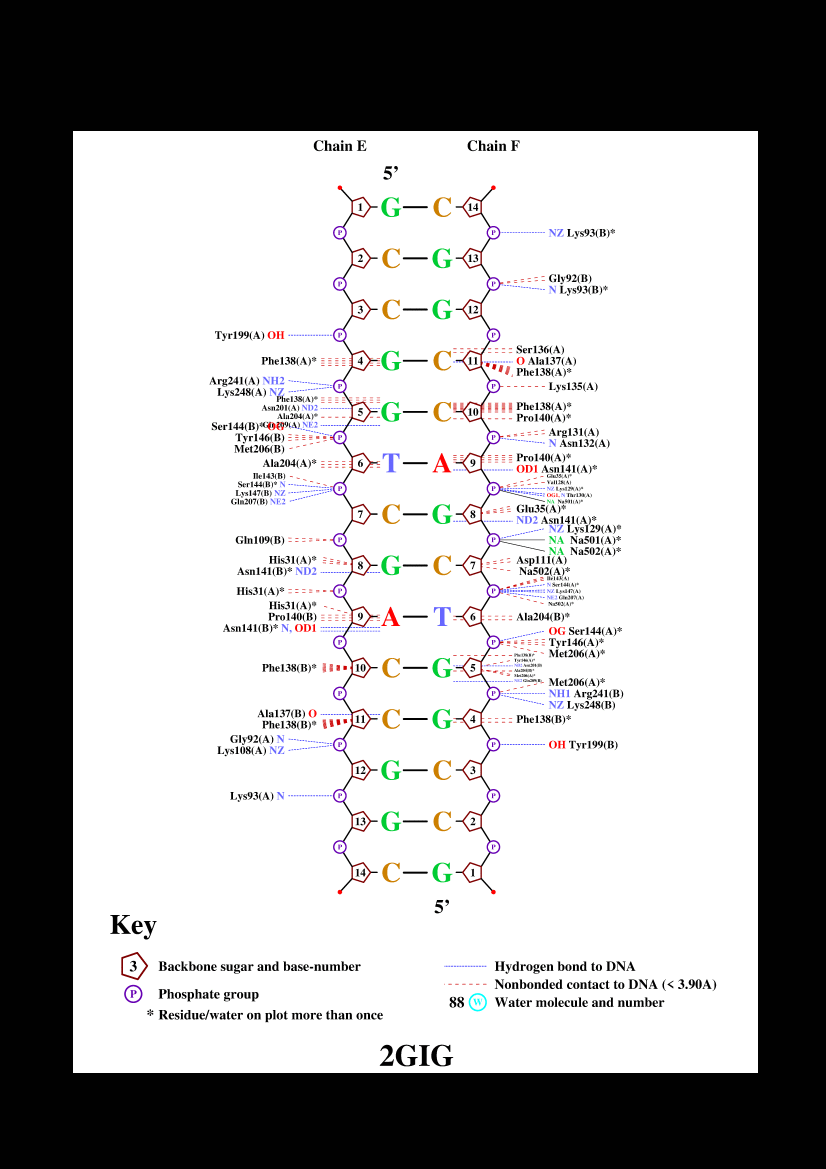 Chain E Chain F
5’
1 G C 14
P P NZ Lys93(B)*
2 C G 13
Gly92(B)
P P N Lys93(B)*
3 C G 12
Tyr199(A) OH P P
Ser136(A)
Phe138(A)* 4 G C 11 O Ala137(A)
Phe138(A)*
Arg241(A) NH2 P P Lys135(A)
Lys248(A) NZ
Phe138(A)*
Asn201(A) ND2 5 G C 10 Phe138(A)*
Ala204(A)* Pro140(A)*
Ser144(B)* OG
Gln209(A) NE2
Arg131(A)
Tyr146(B) P P N Asn132(A)
Met206(B)
Pro140(A)*
Ala204(A)* 6 T A 9 OD1 Asn141(A)*
Ile143(B) Glu35(A)*
Ser144(B)* N Val128(A)
Lys147(B) NZ P P NZ Lys129(A)*
Gln207(B) NE2 OG1, N Thr130(A)
NA Na501(A)*
Glu35(A)*
7 C G 8 ND2 Asn141(A)*
NZ Lys129(A)*
Gln109(B) P P NA Na501(A)*
NA Na502(A)*
His31(A)* Asp111(A)
Asn141(B)* ND2 8 G C 7 Na502(A)*
Ile143(A)
N Ser144(A)*
His31(A)* P P NZ Lys147(A)
NE2 Gln207(A)
Na502(A)*
His31(A)*
Pro140(B) 9 A T 6 Ala204(B)*
Asn141(B)* N, OD1
OG Ser144(A)*
P P Tyr146(A)*
Met206(A)*
Phe138(B)*
Tyr146(A)*
Phe138(B)* 10 C G 5 ND2 Asn201(B)
Ala204(B)*
Met206(A)*
NE2 Gln209(B)
Met206(A)*
P P NH1 Arg241(B)
NZ Lys248(B)
Ala137(B) O
Phe138(B)* 11 C G 4 Phe138(B)*
Gly92(A) N
Lys108(A) NZ P P OH Tyr199(B)
12 G C 3
Lys93(A) N P P
13 G C 2
P P
14 C G 1
5’
Key
3 Backbone sugar and base-number
P Phosphate group
* Residue/water on plot more than once
Hydrogen bond to DNA
Nonbonded contact to DNA (< 3.90A)
88 W Water molecule and number
2GIG